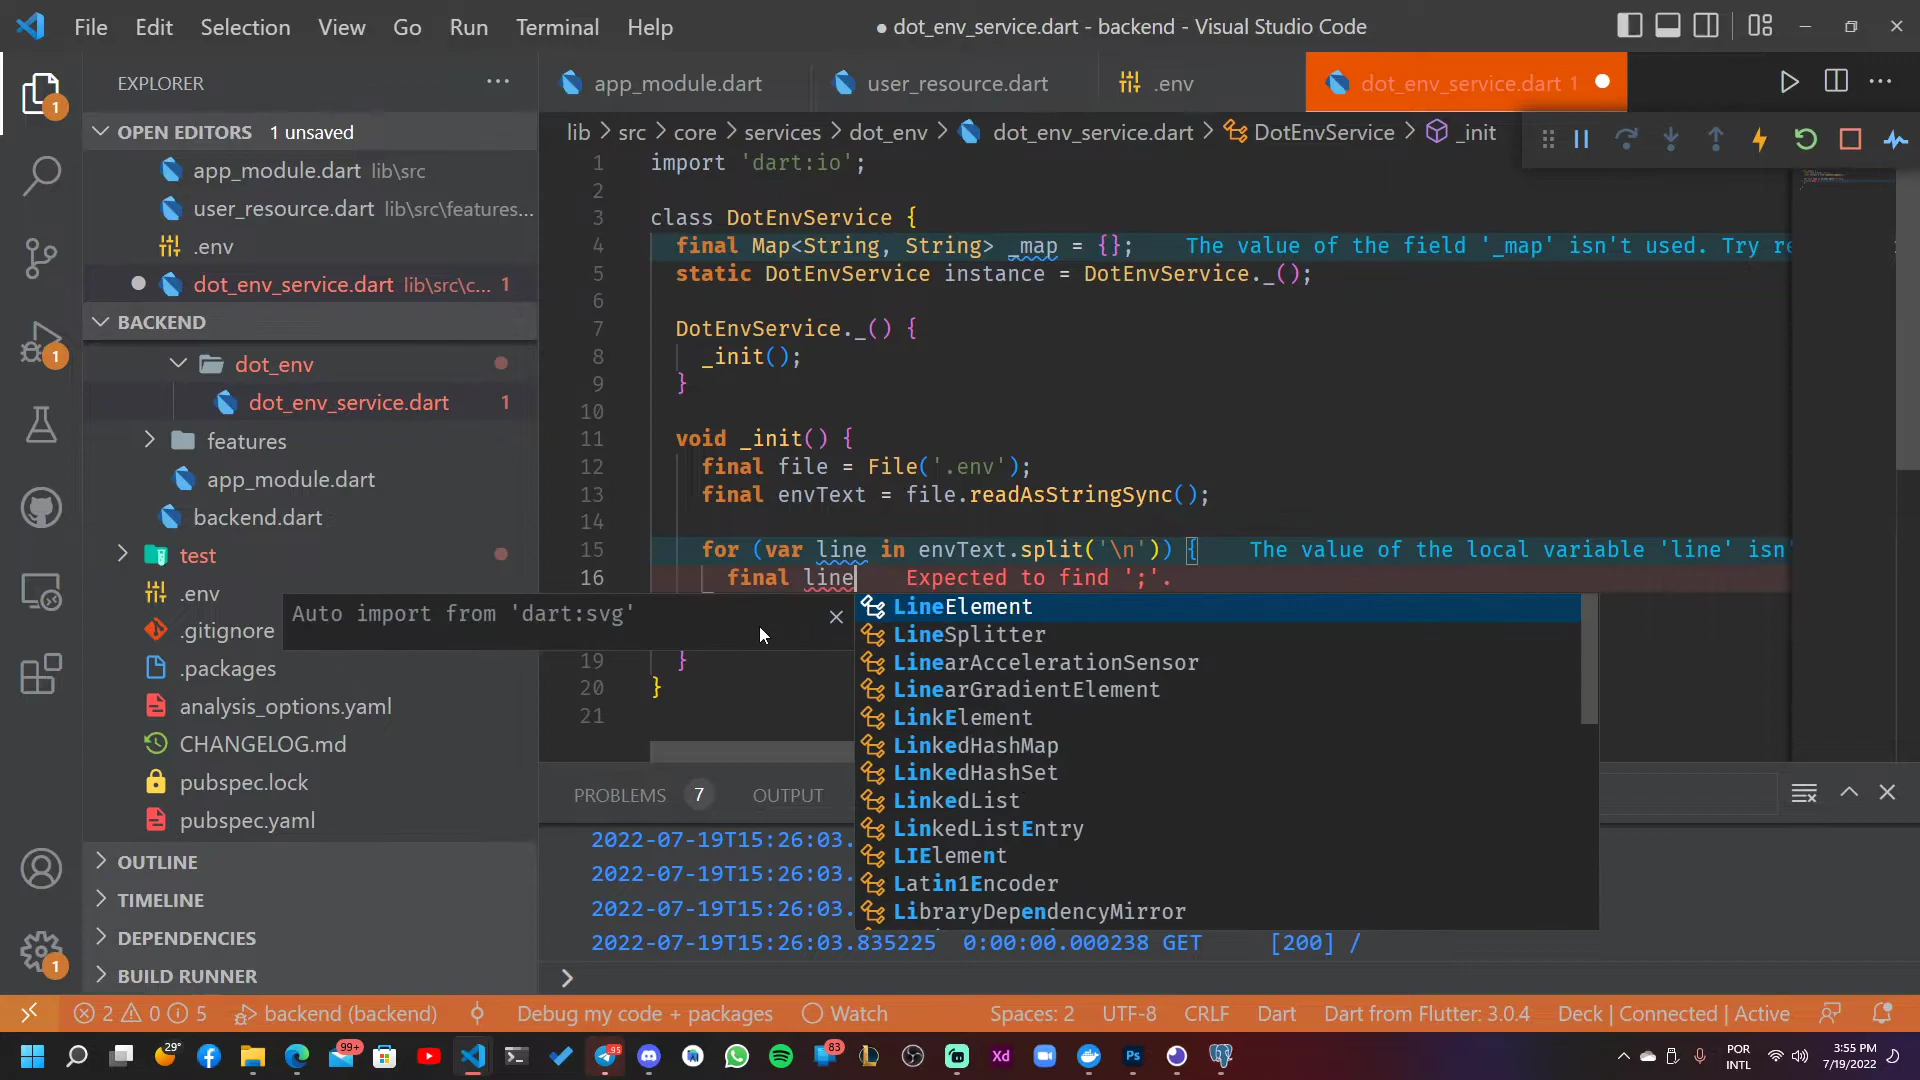 File Edit Selection View Go Run Terminal Help
● dot_env_service.dart - backend - Visual Studio Code
EXPLORER
OPEN EDITORS 1 unsaved
app_module.dart lib\src
user_resource.dart lib\src\features...
.env
dot_env_service.dart lib\src\c... 1
BACKEND
dot_env
dot_env_service.dart 1
features
app_module.dart
backend.dart
test
.env
.gitignore
.packages
analysis_options.yaml
CHANGELOG.md
pubspec.lock
pubspec.yaml
OUTLINE
TIMELINE
DEPENDENCIES
BUILD RUNNER
1
1
1
app_module.dart user_resource.dart .env dot_env_service.dart 1
lib > src > core > services > dot_env > dot_env_service.dart > DotEnvService > _init
1 import 'dart:io';
2
3 class DotEnvService {
4 final Map<String, String> _map = {}; The value of the field '_map' isn't used. Try re
5 static DotEnvService instance = DotEnvService._();
6
7 DotEnvService._() {
8 _init();
9 }
10
11 void _init() {
12 final file = File('.env');
13 final envText = file.readAsStringSync();
14
15 for (var line in envText.split('\n')) { The value of the local variable 'line' isn'
16 final line Expected to find ';'.
Auto import from 'dart:svg'
19 }
20 }
21
LineElement
LineSplitter
LinearAccelerationSensor
LinearGradientElement
LinkElement
LinkedHashMap
LinkedHashSet
LinkedList
LinkedListEntry
LIElement
Latin1Encoder
LibraryDependencyMirror
PROBLEMS 7 OUTPUT
2022-07-19T15:26:03.
2022-07-19T15:26:03.
2022-07-19T15:26:03.
2022-07-19T15:26:03.835225 0:00:00.000238 GET [200] /
2 0 5 backend (backend) Debug my code + packages Watch Spaces: 2 UTF-8 CRLF Dart Dart from Flutter: 3.0.4 Deck | Connected | Active
29° 99+ 95 83 Xd Ps
POR
INTL
3:55 PM
7/19/2022